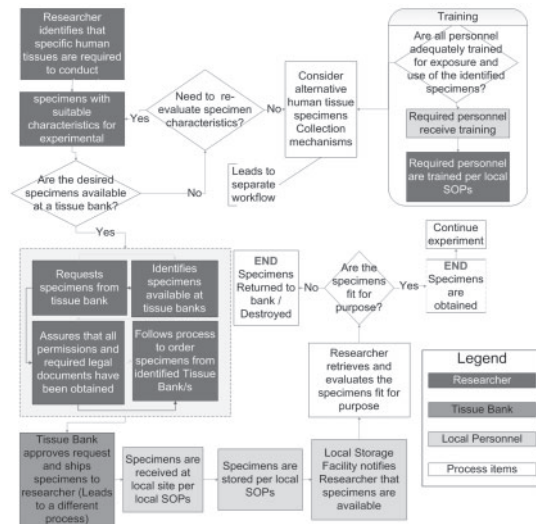 Researcher
identifies that
specific human
tissues are required to
conduct
specimens with
suitable characteristics for
experimental
Yes
Need to re-
evaluate specimen
characteristics?
No
Consider
alternative
human tissue
specimens
Collection
mechanisms
Leads to
separate
workflow
Training
Are all personnel
adequately trained
for exposure and
use of the identified
specimens?
Required personnel
receive training
Required personnel
are trained per local
SOPs
Are the desired
specimens available
at a tissue bank?
No
Yes
Requests
specimens from
tissue bank
Identifies
specimens
available at
tissue banks
Assures that all
permissions and
required legal
documents have
been obtained
Follows process
to order
specimens from
identified Tissue
Bank/s
END
Specimens
Returned to
bank /
Destroyed
No
Are the
specimens fit
for purpose?
Yes
Continue
experiment
END
Specimens
are
obtained
Researcher
retrieves and
evaluates the
specimens fit for
purpose
Legend
Researcher
Tissue Bank
Local Personnel
Process items
Tissue Bank
approves request
and ships
specimens to
researcher (Leads
to a different
process)
Specimens are
received at
local site per
local SOPs
Specimens are
stored per local
SOPs
Local Storage
Facility notifies
Researcher that
specimens are
available